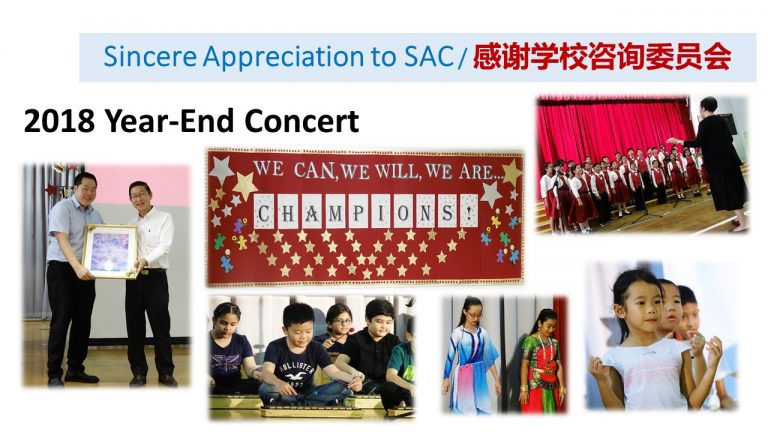 Sincere Appreciation to SAC / 感谢学校咨询委员会
2018 Year-End Concert
WE CAN, WE WILL, WE ARE...
CHAMPIONS!
HOLLISTER